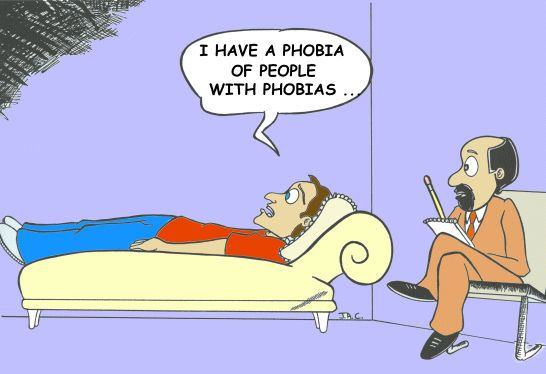 I HAVE A PHOBIA
OF PEOPLE
WITH PHOBIAS ...
J.A.C.